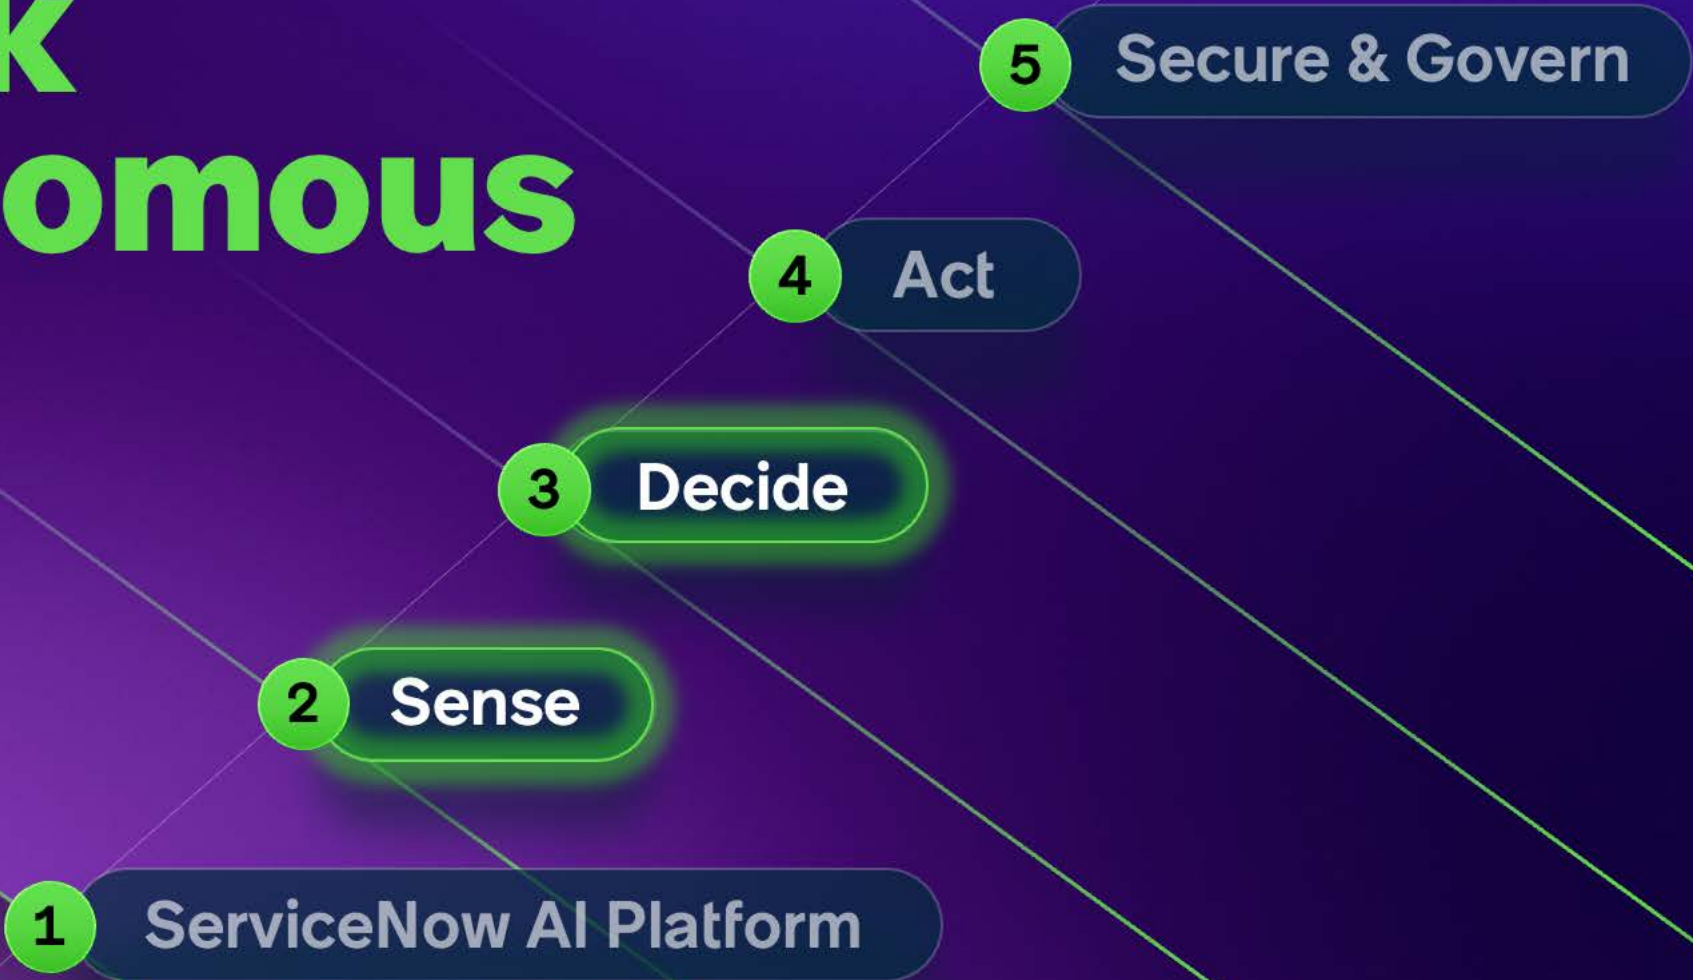 k
omous
5 Secure & Govern
4 Act
3 Decide
2 Sense
1 ServiceNow AI Platform